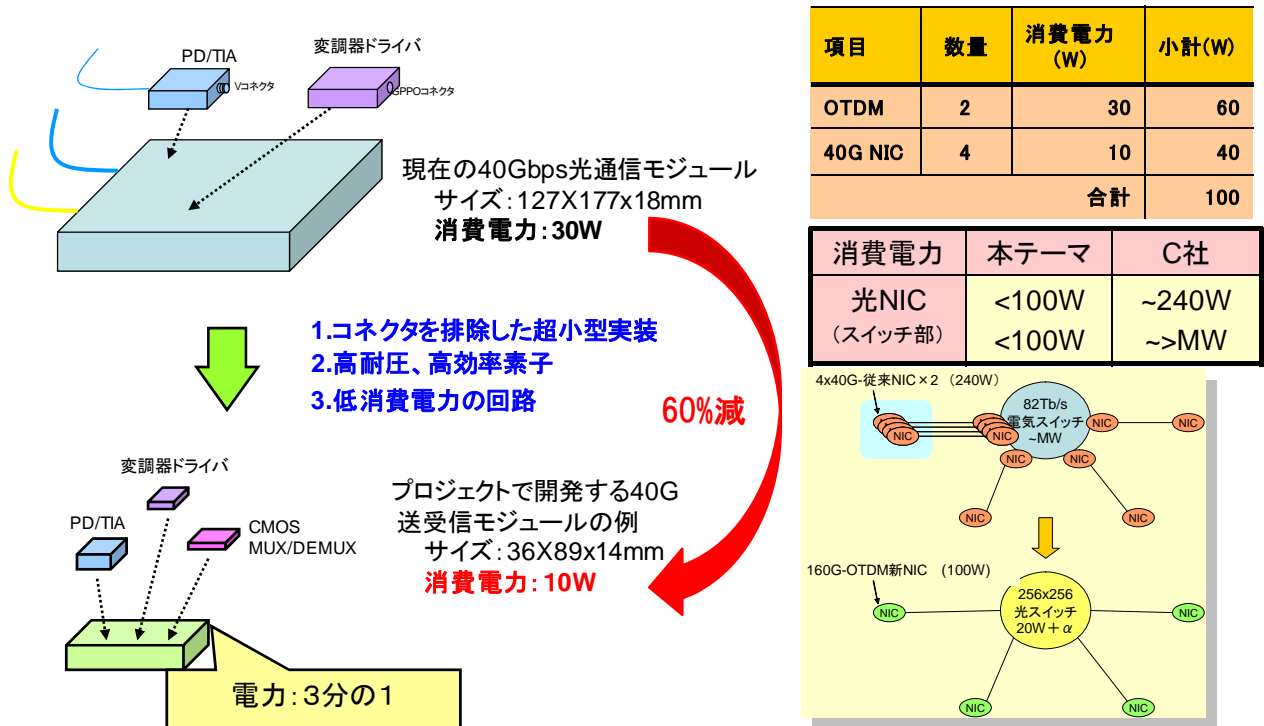 PD/TIA
Vコネクタ
変調器ドライバ
GPPOコネクタ
現在の40Gbps光通信モジュール
サイズ：127X177x18mm
消費電力：30W
1.コネクタを排除した超小型実装
2.高耐圧、高効率素子
3.低消費電力の回路
60%減
変調器ドライバ
PD/TIA
CMOS
MUX/DEMUX
プロジェクトで開発する40G
送受信モジュールの例
サイズ：36X89x14mm
消費電力：10W
電力：３分の１
項目 数量 消費電力(W) 小計(W)
OTDM 2 30 60
40G NIC 4 10 40
合計 100
消費電力 本テーマ C社
光NIC <100W ~240W
（スイッチ部） <100W ~>MW
4x40G-従来NIC×2 （240W）
82Tb/s
電気スイッチ
~MW
NIC
NIC
NIC
NIC
NIC
NIC
NIC
NIC
160G-OTDM新NIC (100W)
256x256
光スイッチ
20W＋α
NIC
NIC
NIC
NIC